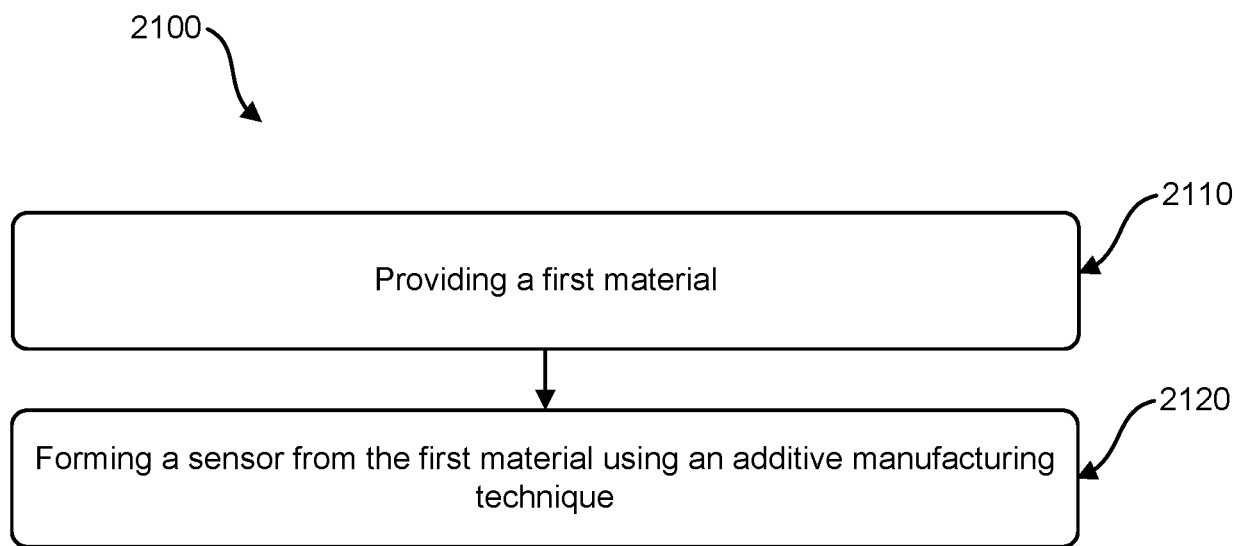 2100
2110
Providing a first material
2120
Forming a sensor from the first material using an additive manufacturing
technique